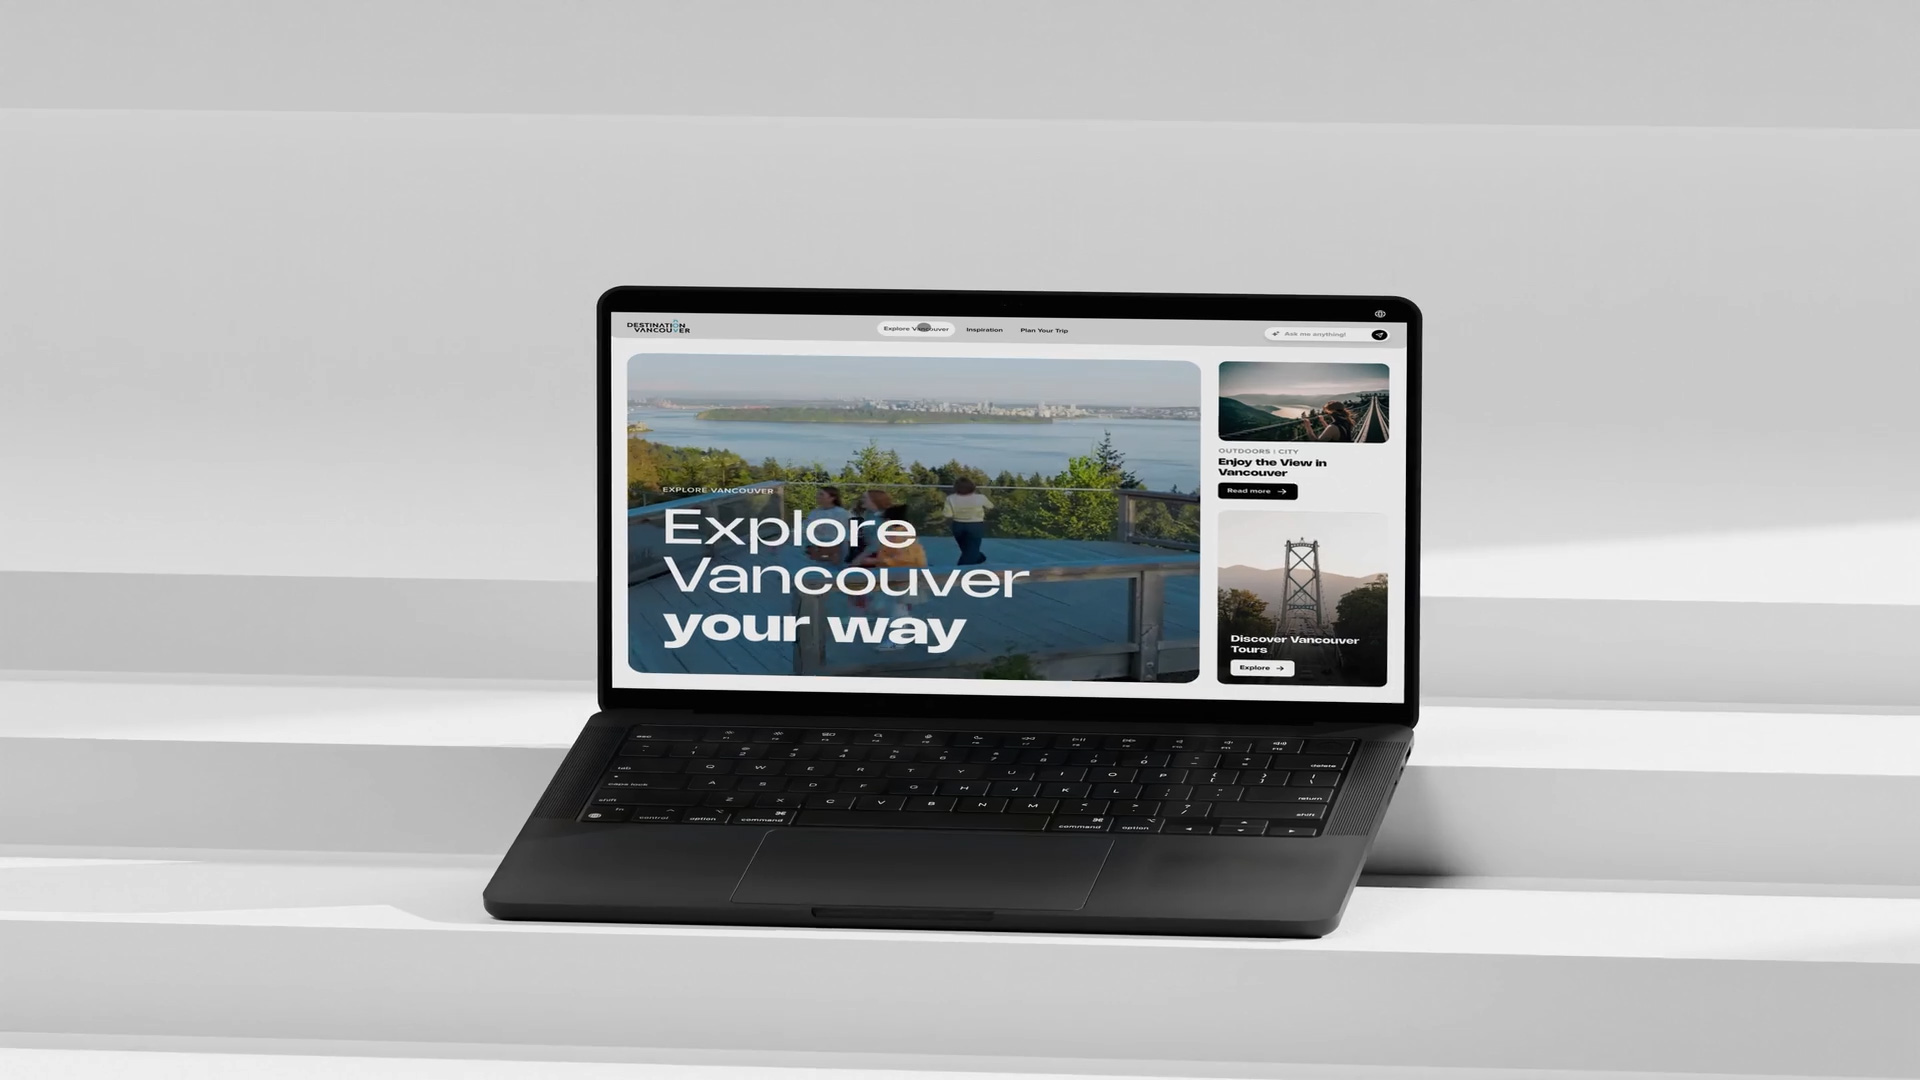 DESTINATION
VANCOUVER
Explore Vancouver
Inspiration
Plan Your Trip
Ask me anything!
EXPLORE VANCOUVER
Explore
Vancouver
your way
OUTDOORS | CITY
Enjoy the View in
Vancouver
Read more
Discover Vancouver
Tours
Explore
esc
Q W E R T Y U I O P
delete
tab
A S D F G H J K L
return
caps lock
Z X C V B N M
shift
shift
fn
control
option
command
command
option